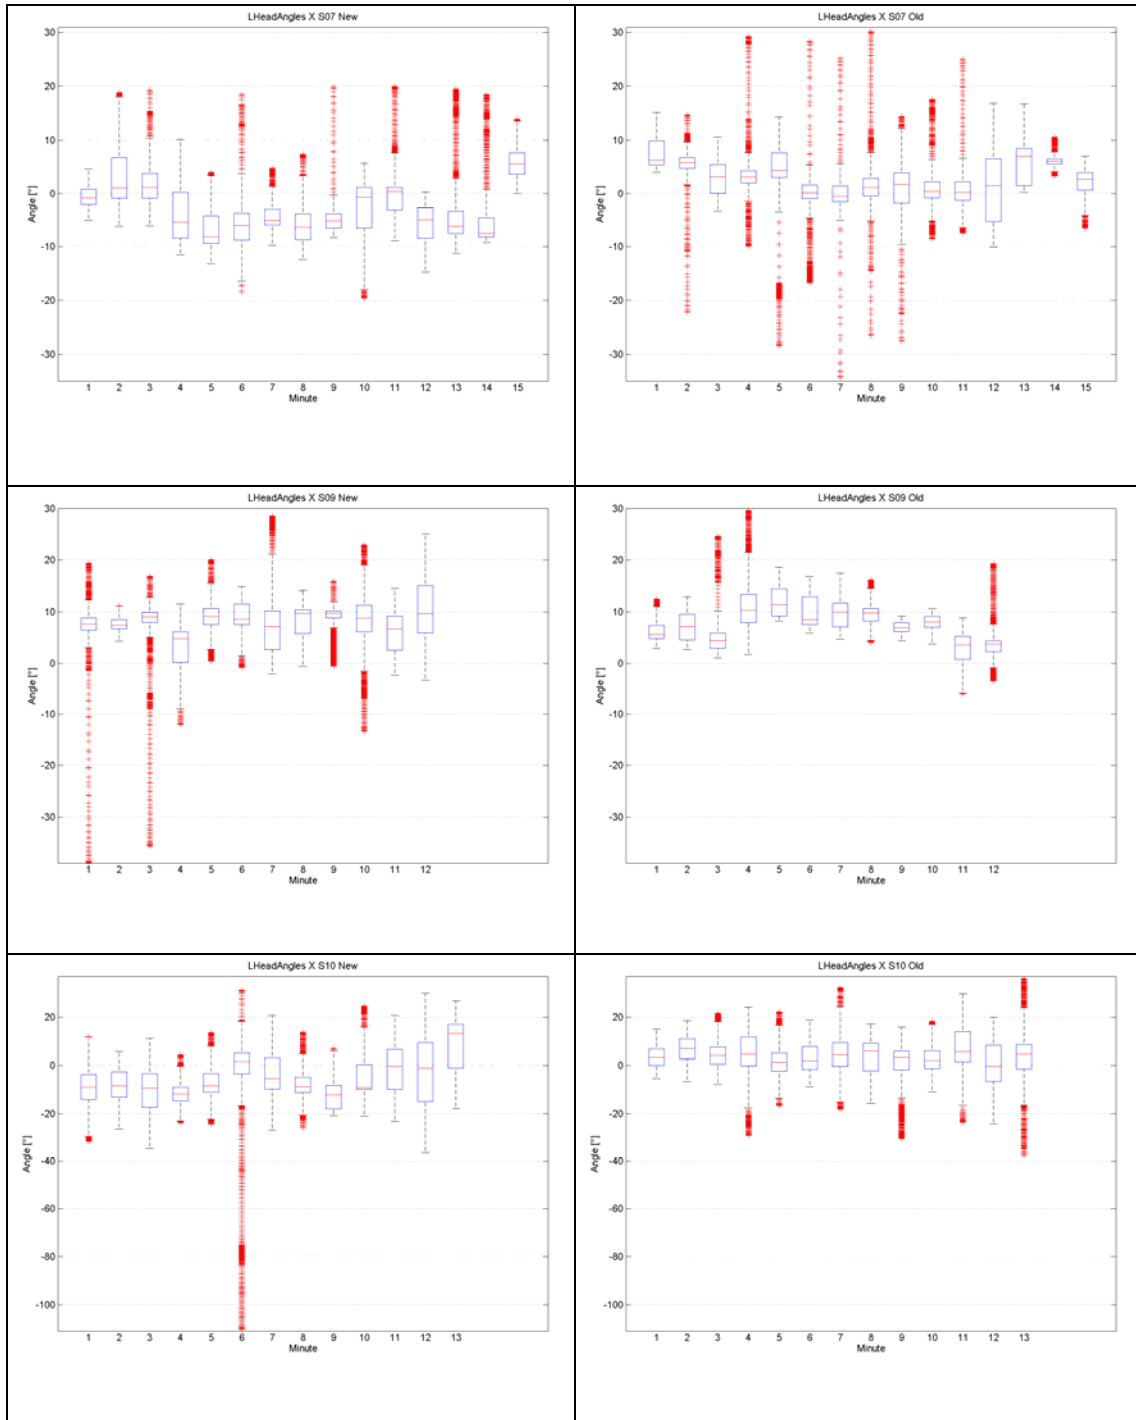 LHeadAngles X S07 New
30
20
10
0
-10
-20
-30
Angle [°]
1 2 3 4 5 6 7 8 9 10 11 12 13 14 15
Minute
LHeadAngles X S07 Old
30
20
10
0
-10
-20
-30
Angle [°]
1 2 3 4 5 6 7 8 9 10 11 12 13 14 15
Minute
LHeadAngles X S09 New
30
20
10
0
-10
-20
-30
Angle [°]
1 2 3 4 5 6 7 8 9 10 11 12
Minute
LHeadAngles X S09 Old
30
20
10
0
-10
-20
-30
Angle [°]
1 2 3 4 5 6 7 8 9 10 11 12
Minute
LHeadAngles X S10 New
20
0
-20
-40
-60
-80
-100
Angle [°]
1 2 3 4 5 6 7 8 9 10 11 12 13
Minute
LHeadAngles X S10 Old
20
0
-20
-40
-60
-80
-100
Angle [°]
1 2 3 4 5 6 7 8 9 10 11 12 13
Minute